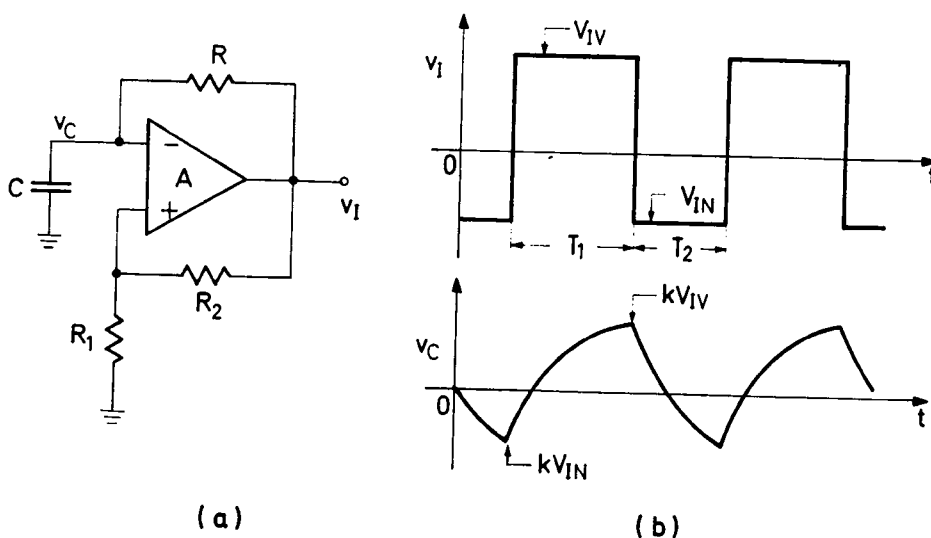 R
v_C
−
A
C
+
v_I
R_2
R_1
(a)
V_IV
v_I
0
t
V_IN
T_1 T_2
kV_IV
v_C
0
t
kV_IN
(b)